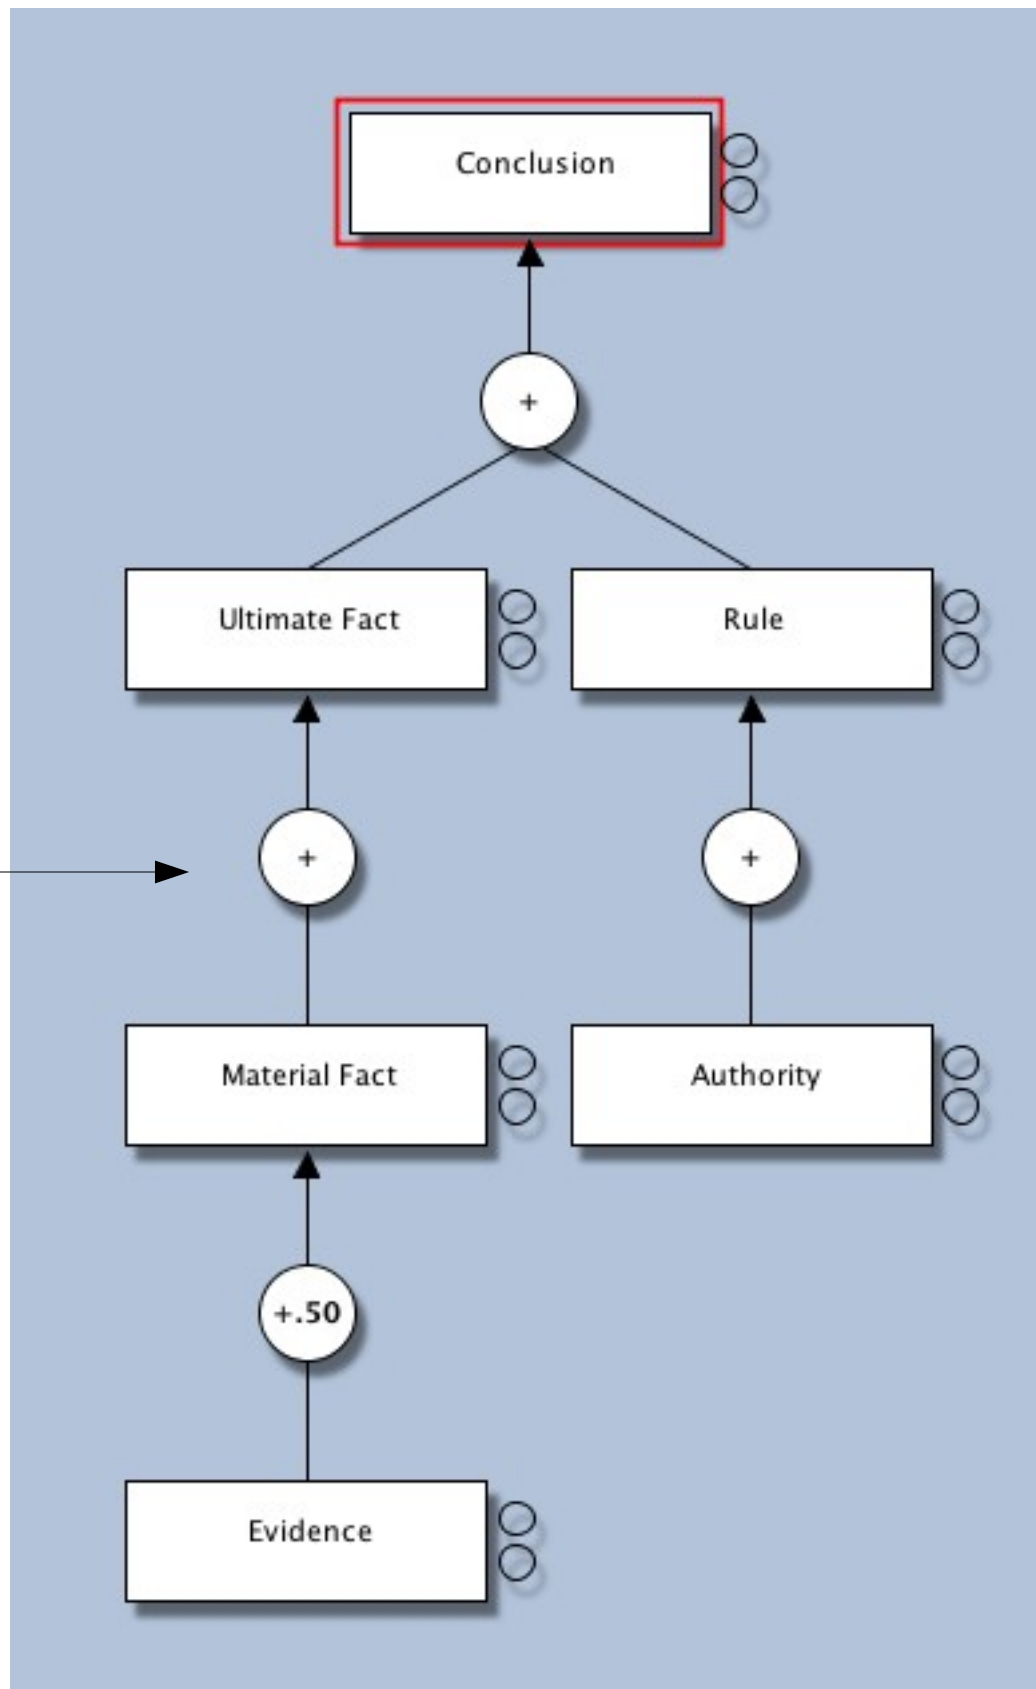 Conclusion
+
Ultimate Fact
Rule
+
+
Material Fact
Authority
+.50
Evidence